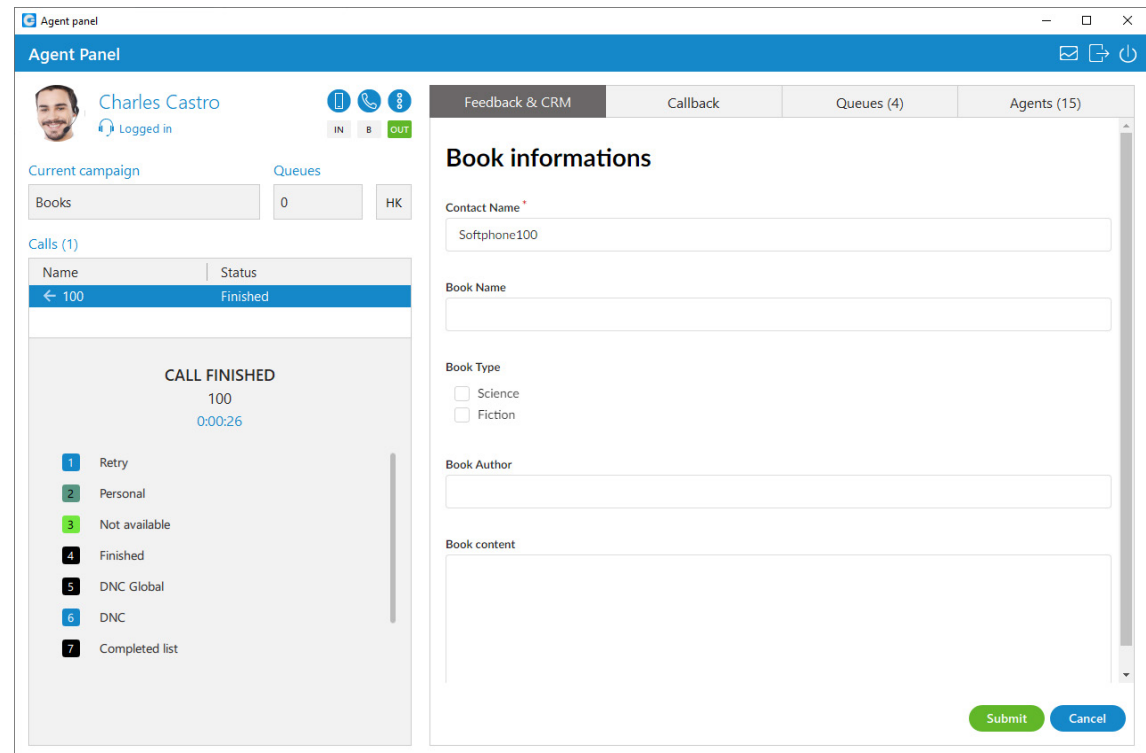 Agent panel
Agent Panel
Charles Castro
Logged in
IN B OUT
Current campaign Queues
Books 0 HK
Calls (1)
Name Status
← 100 Finished
CALL FINISHED
100
0:00:26
1 Retry
2 Personal
3 Not available
4 Finished
5 DNC Global
6 DNC
7 Completed list
Feedback & CRM Callback Queues (4) Agents (15)
Book informations
Contact Name *
Softphone100
Book Name
Book Type
Science
Fiction
Book Author
Book content
Submit Cancel